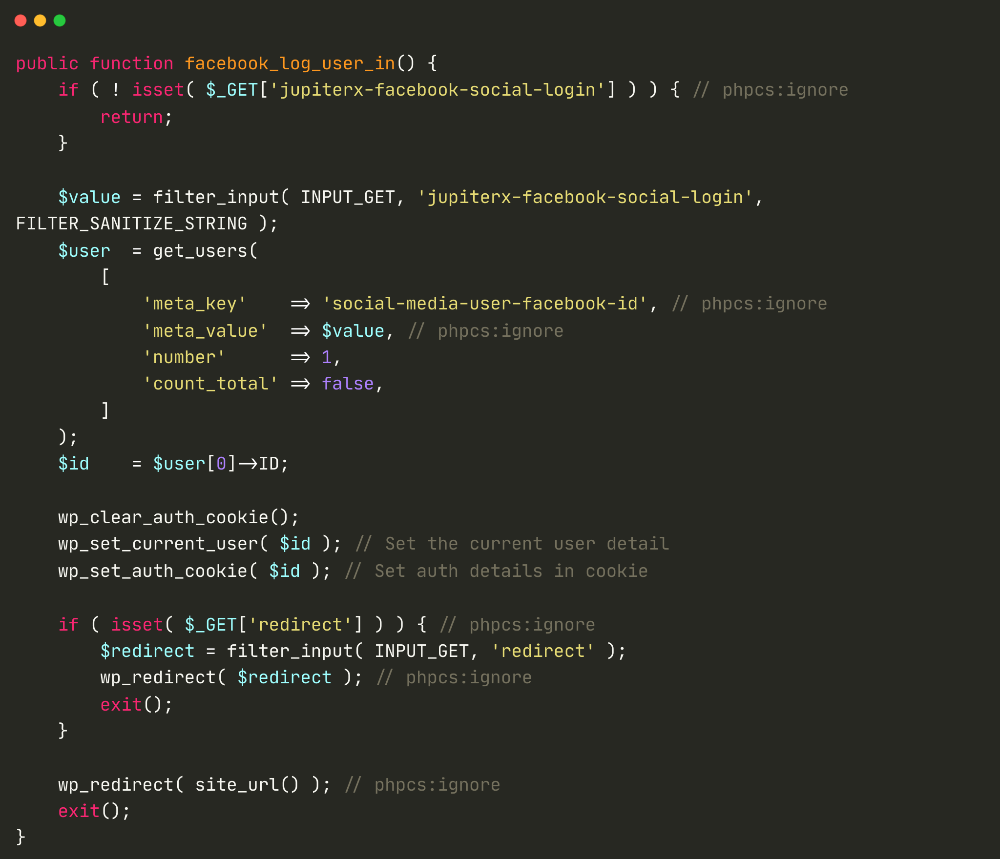 public function facebook_log_user_in() {
    if ( ! isset( $_GET['jupiterx-facebook-social-login'] ) ) { // phpcs:ignore
        return;
    }

    $value = filter_input( INPUT_GET, 'jupiterx-facebook-social-login',
FILTER_SANITIZE_STRING );
    $user  = get_users(
        [
            'meta_key'    => 'social-media-user-facebook-id', // phpcs:ignore
            'meta_value'  => $value, // phpcs:ignore
            'number'      => 1,
            'count_total' => false,
        ]
    );
    $id    = $user[0]->ID;

    wp_clear_auth_cookie();
    wp_set_current_user( $id ); // Set the current user detail
    wp_set_auth_cookie( $id ); // Set auth details in cookie

    if ( isset( $_GET['redirect'] ) ) { // phpcs:ignore
        $redirect = filter_input( INPUT_GET, 'redirect' );
        wp_redirect( $redirect ); // phpcs:ignore
        exit();
    }

    wp_redirect( site_url() ); // phpcs:ignore
    exit();
}